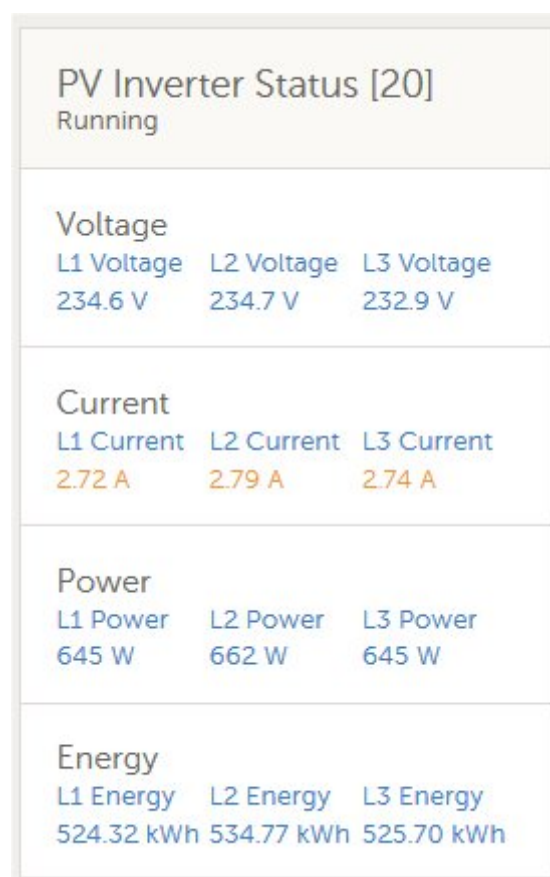 PV Inverter Status [20]
Running
Voltage
L1 Voltage L2 Voltage L3 Voltage
234.6 V 234.7 V 232.9 V
Current
L1 Current L2 Current L3 Current
2.72 A 2.79 A 2.74 A
Power
L1 Power L2 Power L3 Power
645 W 662 W 645 W
Energy
L1 Energy L2 Energy L3 Energy
524.32 kWh 534.77 kWh 525.70 kWh